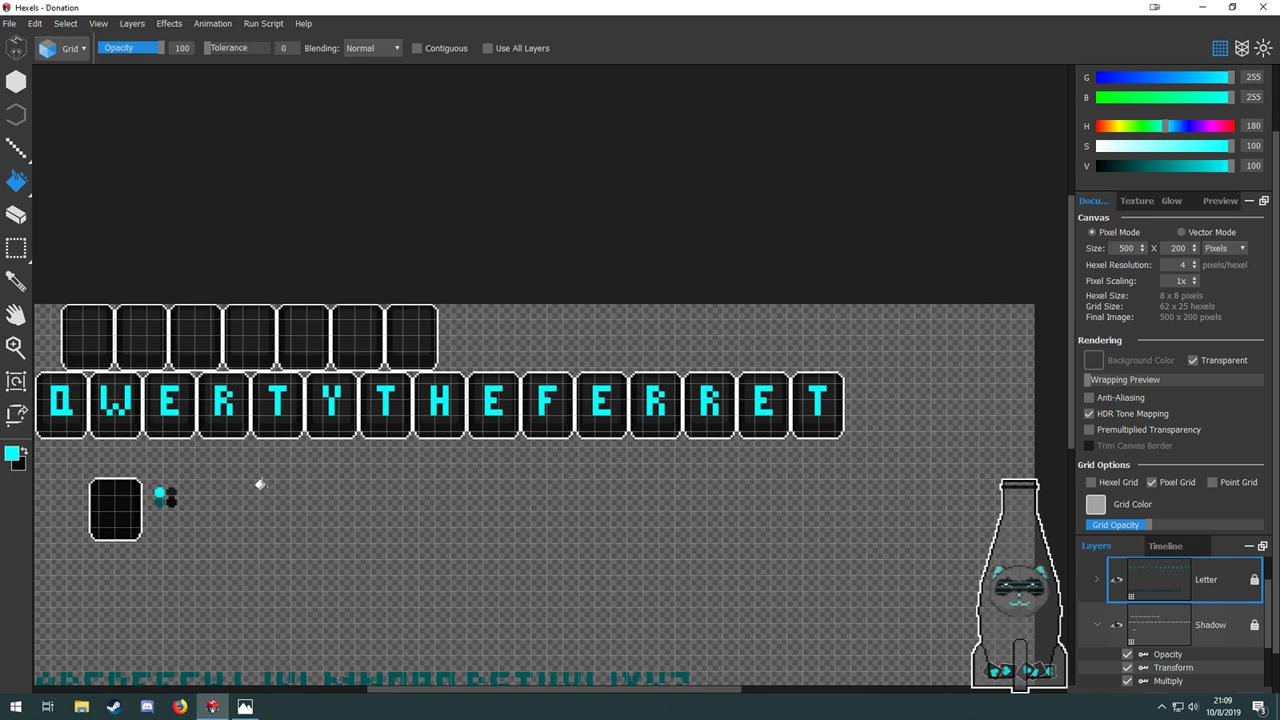 Hexels - Donation
File Edit Select View Layers Effects Animation Run Script Help
Grid Opacity 100 Tolerance 0 Blending: Normal Contiguous Use All Layers
G 255
B 255
H 180
S 100
V 100
Docu... Texture Glow Preview
Canvas
Pixel Mode Vector Mode
Size: 500 X 200 Pixels
Hexel Resolution: 4 pixels/hexel
Pixel Scaling: 1x
Hexel Size: 8 x 8 pixels
Grid Size: 62 x 25 hexels
Final Image: 500 x 200 pixels
Rendering
Background Color Transparent
Wrapping Preview
Anti-Aliasing
HDR Tone Mapping
Premultiplied Transparency
Trim Canvas Border
Grid Options
Hexel Grid Pixel Grid Point Grid
Grid Color
Grid Opacity
Layers Timeline
Letter
Shadow
Opacity
Transform
Multiply
Q W E R T Y T H E F E R R E T
21:09
10/8/2019
3